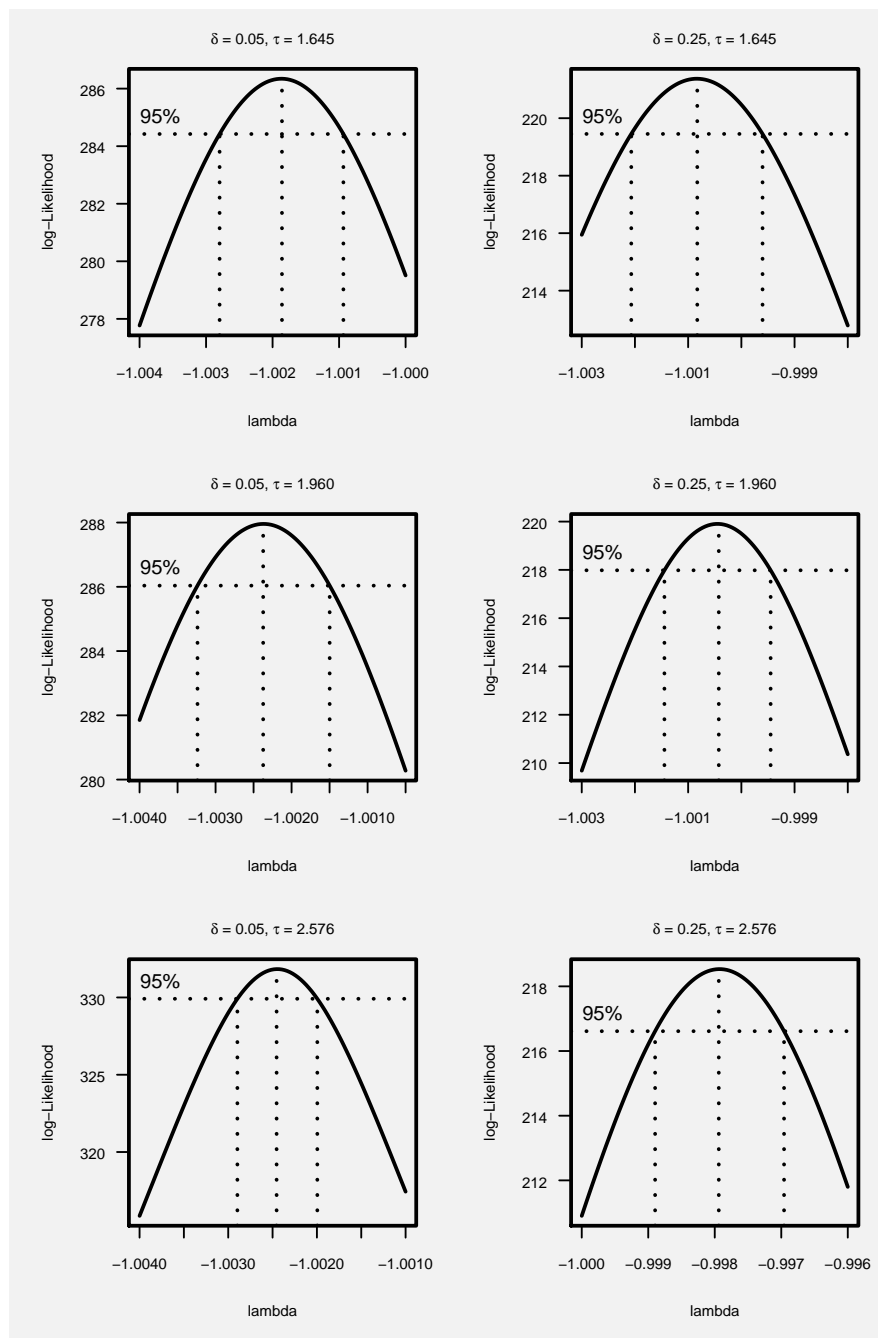 δ = 0.05, τ = 1.645
95%
286
284
282
280
278
log−Likelihood
−1.004 −1.003 −1.002 −1.001 −1.000
lambda
δ = 0.25, τ = 1.645
95%
220
218
216
214
log−Likelihood
−1.003 −1.001 −0.999
lambda
δ = 0.05, τ = 1.960
95%
288
286
284
282
280
log−Likelihood
−1.0040 −1.0030 −1.0020 −1.0010
lambda
δ = 0.25, τ = 1.960
95%
220
218
216
214
212
210
log−Likelihood
−1.003 −1.001 −0.999
lambda
δ = 0.05, τ = 2.576
95%
330
325
320
log−Likelihood
−1.0040 −1.0030 −1.0020 −1.0010
lambda
δ = 0.25, τ = 2.576
95%
218
216
214
212
log−Likelihood
−1.000 −0.999 −0.998 −0.997 −0.996
lambda